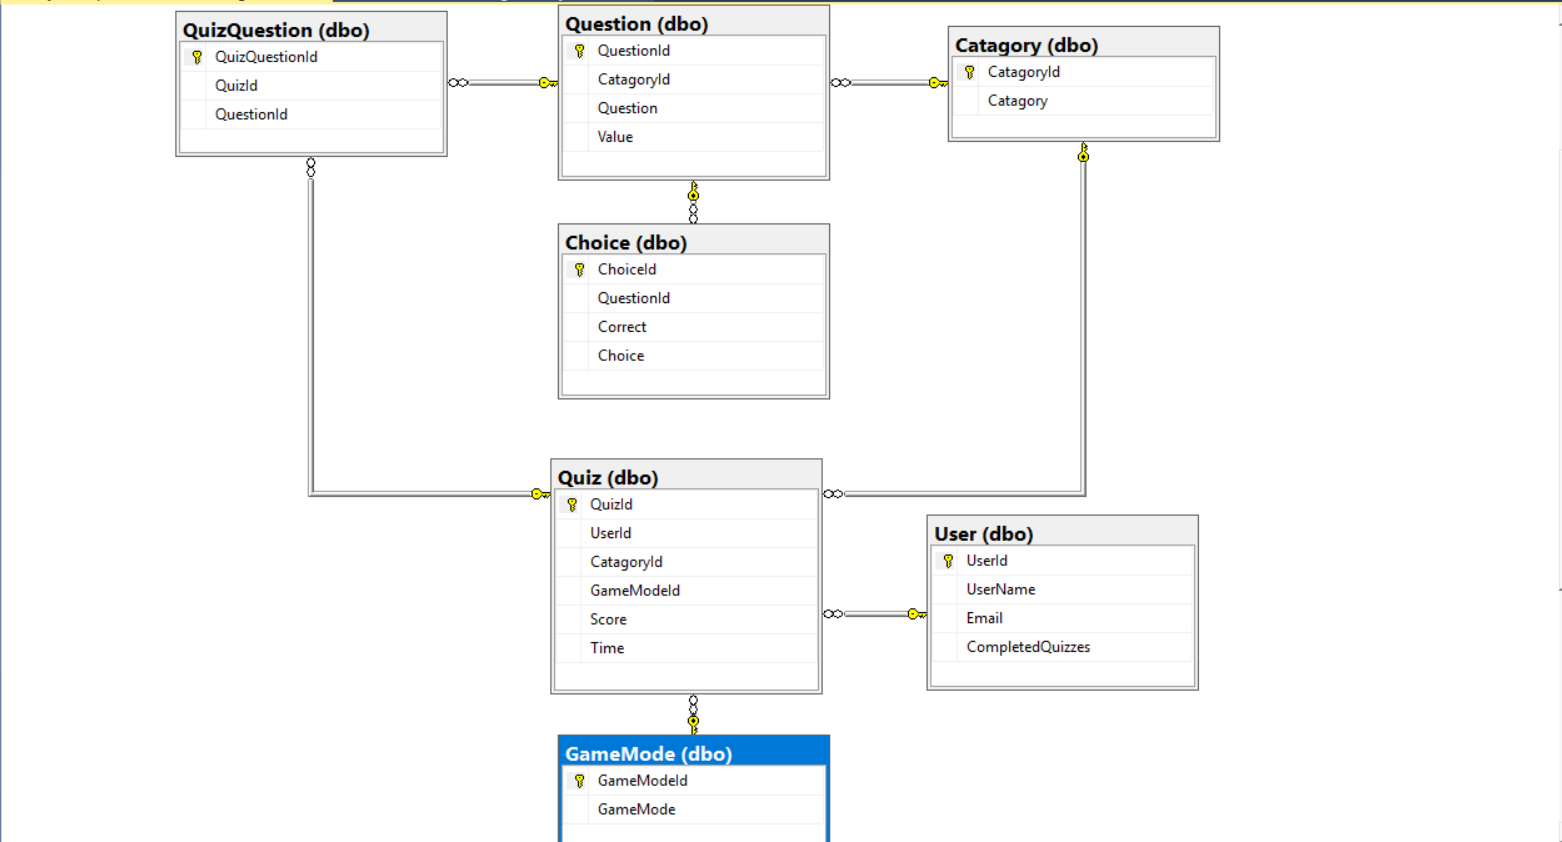 QuizQuestion (dbo)
QuizQuestionId
QuizId
QuestionId
Question (dbo)
QuestionId
CatagoryId
Question
Value
Catagory (dbo)
CatagoryId
Catagory
Choice (dbo)
ChoiceId
QuestionId
Correct
Choice
Quiz (dbo)
QuizId
UserId
CatagoryId
GameModeId
Score
Time
User (dbo)
UserId
UserName
Email
CompletedQuizzes
GameMode (dbo)
GameModeId
GameMode